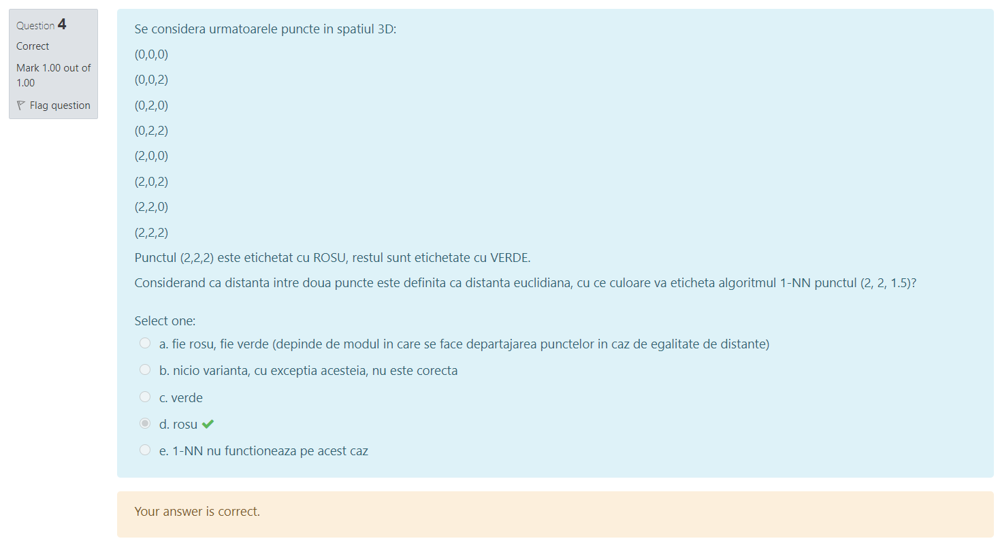 Question 4
Correct
Mark 1.00 out of
1.00
Flag question
Se considera urmatoarele puncte in spatiul 3D:
(0,0,0)
(0,0,2)
(0,2,0)
(0,2,2)
(2,0,0)
(2,0,2)
(2,2,0)
(2,2,2)
Punctul (2,2,2) este etichetat cu ROSU, restul sunt etichetate cu VERDE.
Considerand ca distanta intre doua puncte este definita ca distanta euclidiana, cu ce culoare va eticheta algoritmul 1-NN punctul (2, 2, 1.5)?
Select one:
a. fie rosu, fie verde (depinde de modul in care se face departajarea punctelor in caz de egalitate de distante)
b. nicio varianta, cu exceptia acesteia, nu este corecta
c. verde
d. rosu
e. 1-NN nu functioneaza pe acest caz
Your answer is correct.